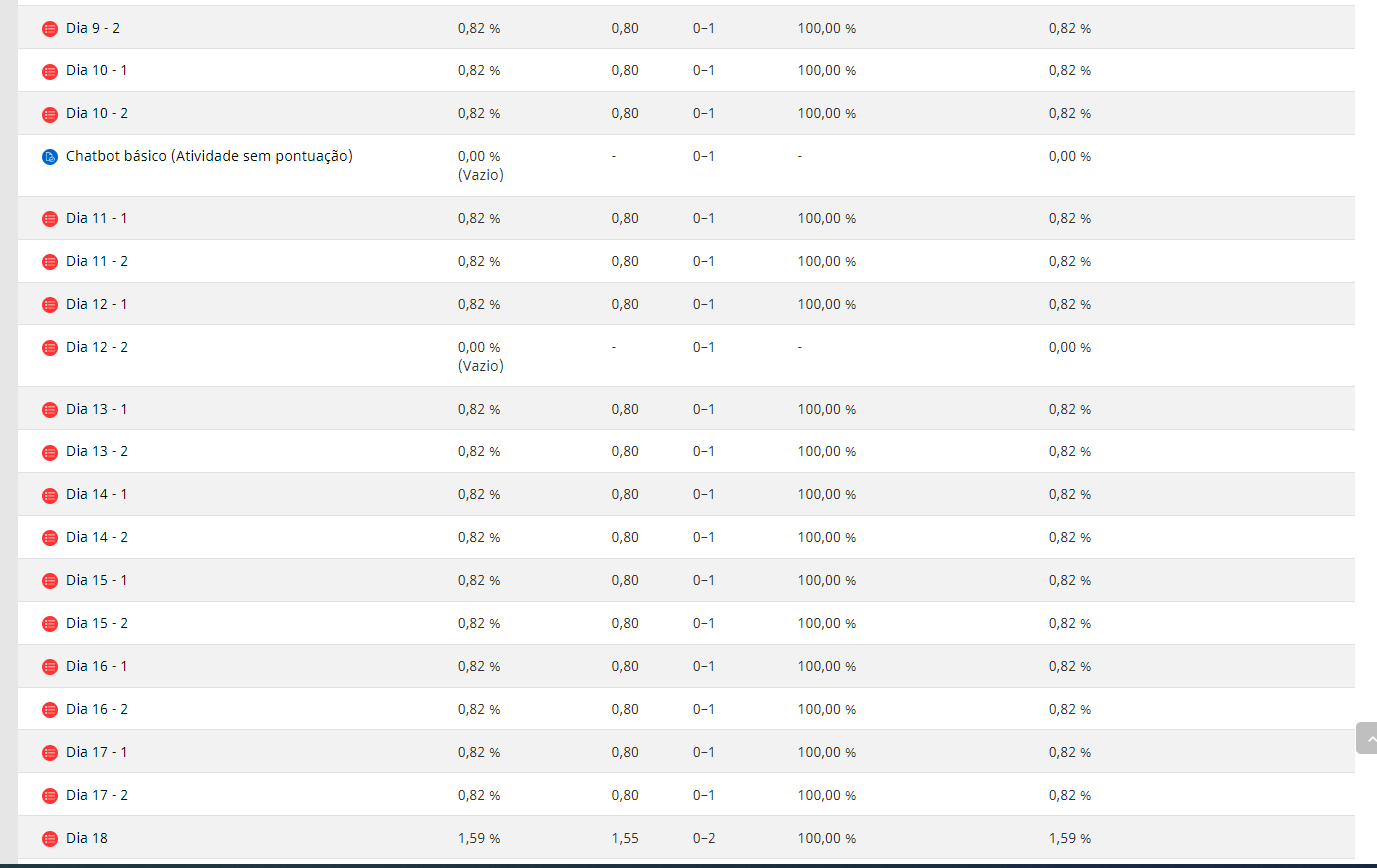 Dia 9 - 2 0,82 % 0,80 0–1 100,00 % 0,82 %
Dia 10 - 1 0,82 % 0,80 0–1 100,00 % 0,82 %
Dia 10 - 2 0,82 % 0,80 0–1 100,00 % 0,82 %
Chatbot básico (Atividade sem pontuação) 0,00 % - 0–1 - 0,00 %
(Vazio)
Dia 11 - 1 0,82 % 0,80 0–1 100,00 % 0,82 %
Dia 11 - 2 0,82 % 0,80 0–1 100,00 % 0,82 %
Dia 12 - 1 0,82 % 0,80 0–1 100,00 % 0,82 %
Dia 12 - 2 0,00 % - 0–1 - 0,00 %
(Vazio)
Dia 13 - 1 0,82 % 0,80 0–1 100,00 % 0,82 %
Dia 13 - 2 0,82 % 0,80 0–1 100,00 % 0,82 %
Dia 14 - 1 0,82 % 0,80 0–1 100,00 % 0,82 %
Dia 14 - 2 0,82 % 0,80 0–1 100,00 % 0,82 %
Dia 15 - 1 0,82 % 0,80 0–1 100,00 % 0,82 %
Dia 15 - 2 0,82 % 0,80 0–1 100,00 % 0,82 %
Dia 16 - 1 0,82 % 0,80 0–1 100,00 % 0,82 %
Dia 16 - 2 0,82 % 0,80 0–1 100,00 % 0,82 %
Dia 17 - 1 0,82 % 0,80 0–1 100,00 % 0,82 %
Dia 17 - 2 0,82 % 0,80 0–1 100,00 % 0,82 %
Dia 18 1,59 % 1,55 0–2 100,00 % 1,59 %